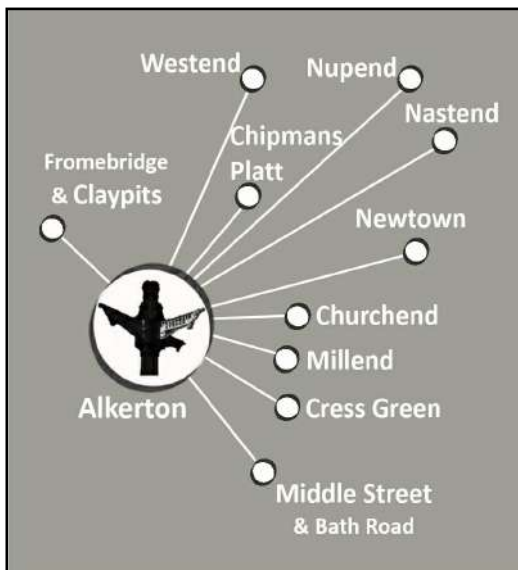 Westend
Nupend
Nastend
Chipmans
Platt
Fromebridge
& Claypits
Newtown
Churchend
Millend
Alkerton
Cress Green
Middle Street
& Bath Road